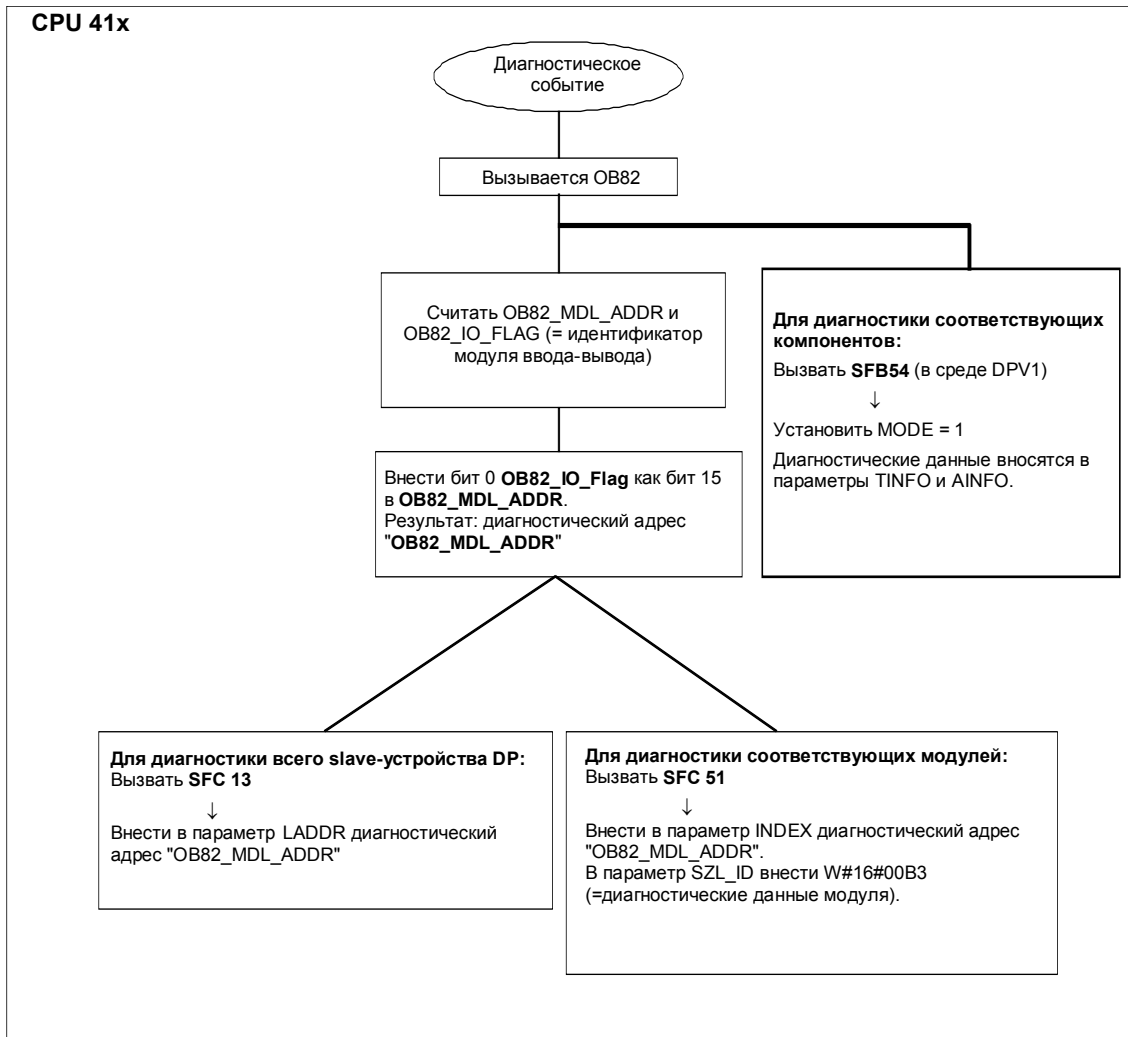 CPU 41x
Диагностическое
событие
Вызывается OB82
Считать OB82_MDL_ADDR и
OB82_IO_FLAG (= идентификатор
модуля ввода-вывода)
Для диагностики соответствующих
компонентов:
Вызвать SFB54 (в среде DPV1)
↓
Установить MODE = 1
Диагностические данные вносятся в
параметры TINFO и AINFO.
Внести бит 0 OB82_IO_Flag как бит 15
в OB82_MDL_ADDR.
Результат: диагностический адрес
"OB82_MDL_ADDR"
Для диагностики всего slave-устройства DP:
Вызвать SFC 13
↓
Внести в параметр LADDR диагностический
адрес "OB82_MDL_ADDR"
Для диагностики соответствующих модулей:
Вызвать SFC 51
↓
Внести в параметр INDEX диагностический адрес
"OB82_MDL_ADDR".
В параметр SZL_ID внести W#16#00B3
(=диагностические данные модуля).